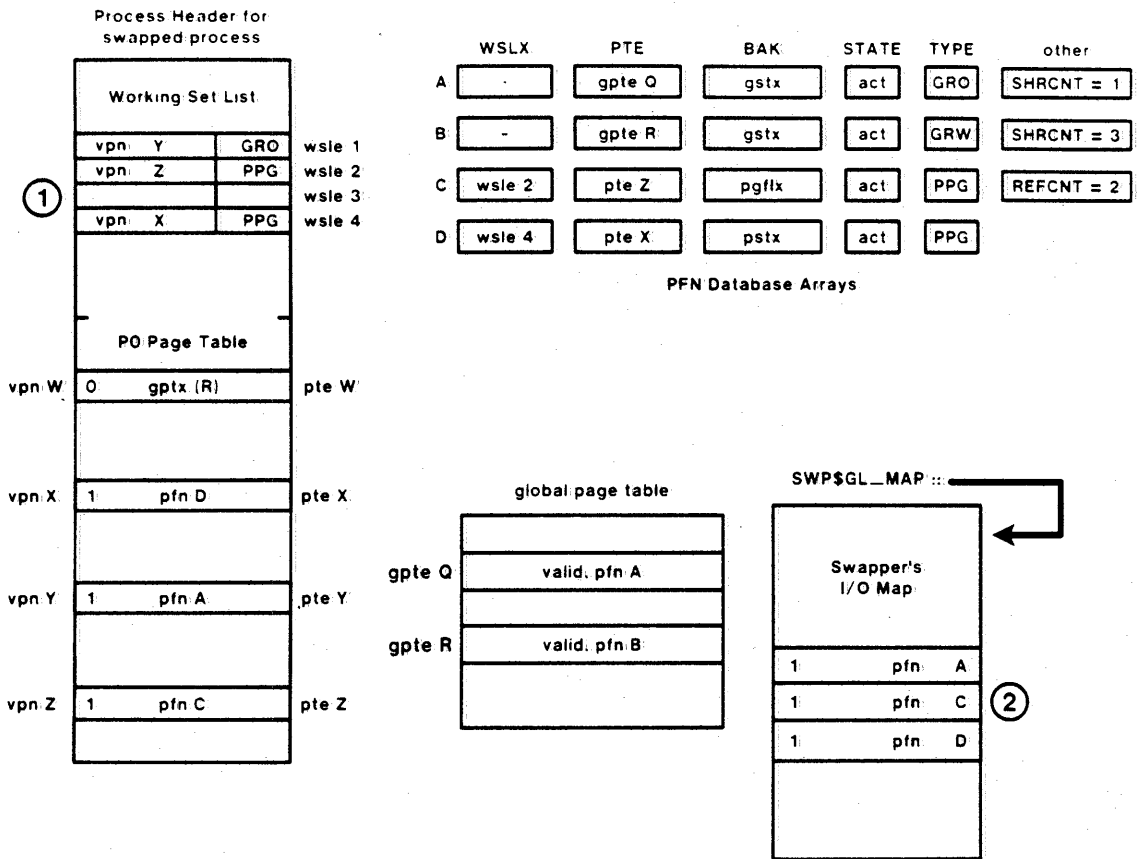 Process Header for
swapped process
Working Set List
vpn Y GRO wsle 1
vpn Z PPG wsle 2
1
wsle 3
vpn X PPG wsle 4
P0 Page Table
vpn W 0 gptx (R) pte W
vpn X 1 pfn D pte X
vpn Y 1 pfn A pte Y
vpn Z 1 pfn C pte Z
WSLX PTE BAK STATE TYPE other
A - gpte Q gstx act GRO SHRCNT = 1
B - gpte R gstx act GRW SHRCNT = 3
C wsle 2 pte Z pgflx act PPG REFCNT = 2
D wsle 4 pte X pstx act PPG
PFN Database Arrays
global page table
gpte Q valid, pfn A
gpte R valid, pfn B
SWP$GL_MAP ::
Swapper's
I/O Map
1 pfn A
1 pfn C 2
1 pfn D